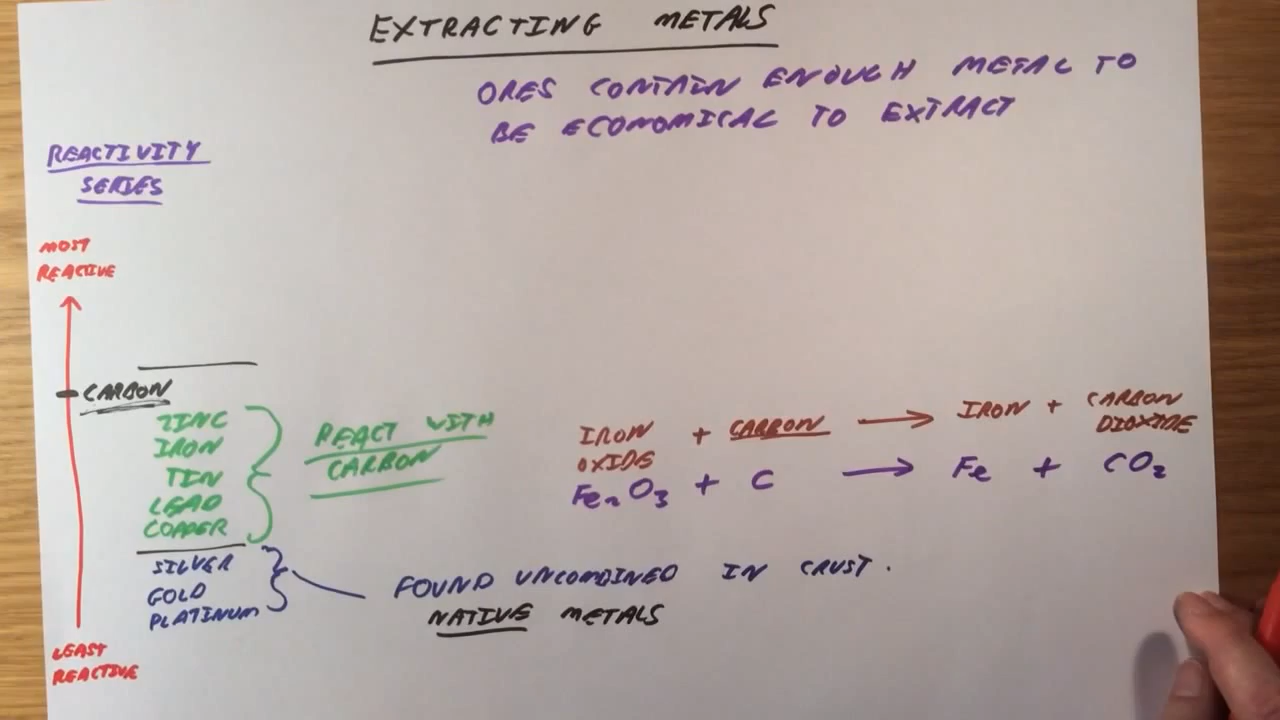 EXTRACTING METALS
ORES CONTAIN ENOUGH METAL TO
BE ECONOMICAL TO EXTRACT
REACTIVITY
SERIES
MOST
REACTIVE
CARBON
ZINC
IRON
TIN
LEAD
COPPER
REACT WITH
CARBON
IRON OXIDE + CARBON → IRON + CARBON DIOXIDE
Fe₂O₃ + C → Fe + CO₂
SILVER
GOLD
PLATINUM
FOUND UNCOMBINED IN CRUST.
NATIVE METALS
LEAST
REACTIVE